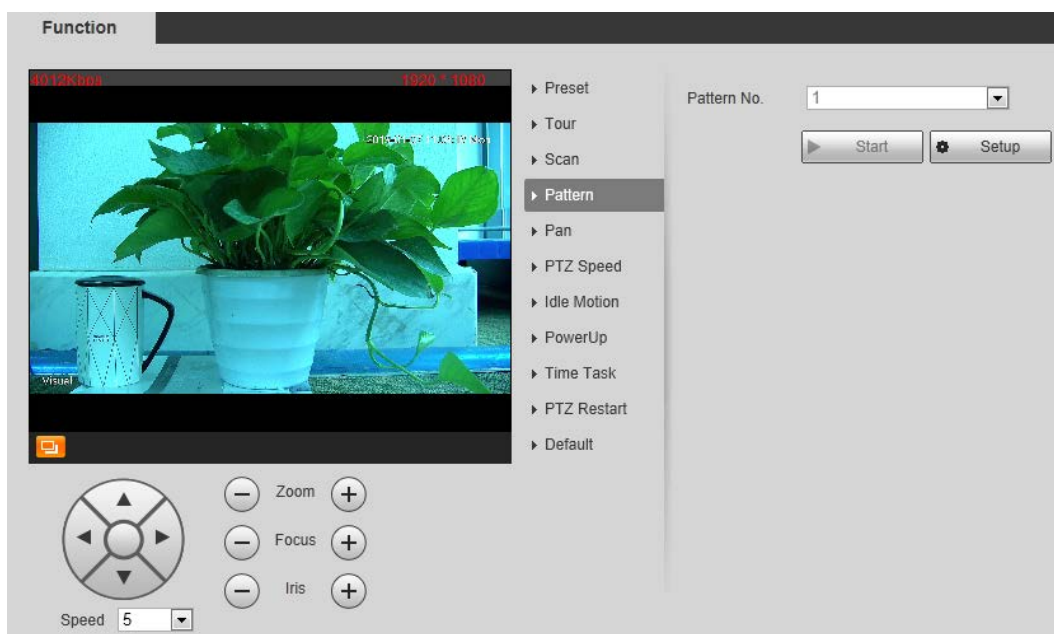 Function
4012Kbps
1920 * 1080
Visual
Zoom
Focus
Iris
Speed 5
Preset
Tour
Scan
Pattern
Pan
PTZ Speed
Idle Motion
PowerUp
Time Task
PTZ Restart
Default
Pattern No. 1
Start
Setup